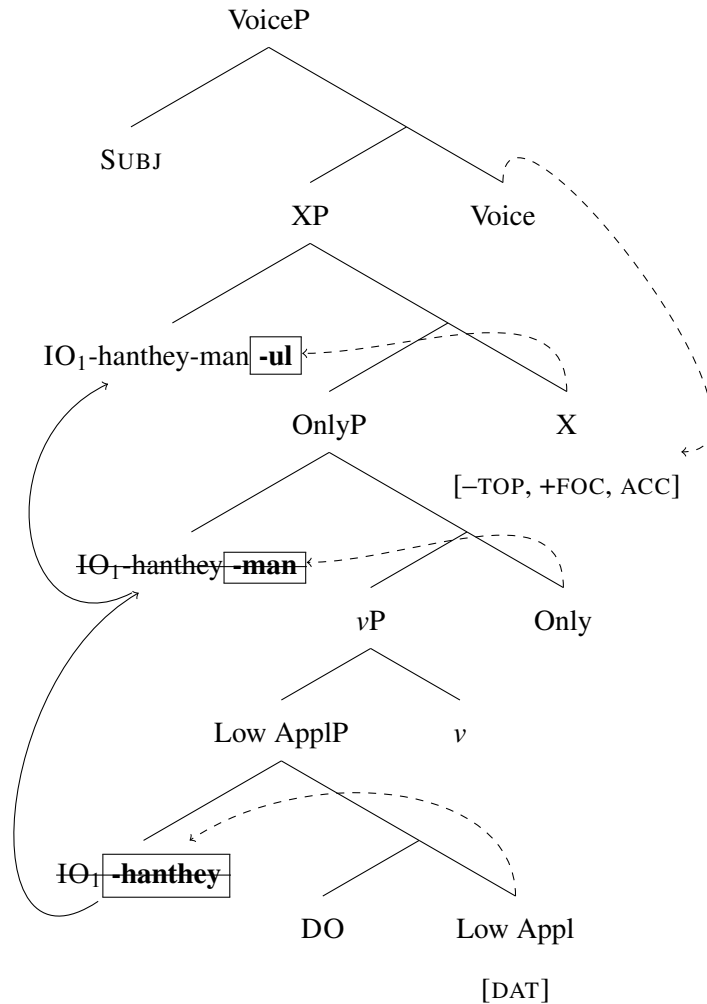 VoiceP
SUBJ
XP Voice
IO₁-hanthey-man -ul
OnlyP X
[–TOP, +FOC, ACC]
IO₁-hanthey -man
vP Only
Low ApplP v
IO₁ -hanthey
DO Low Appl
[DAT]